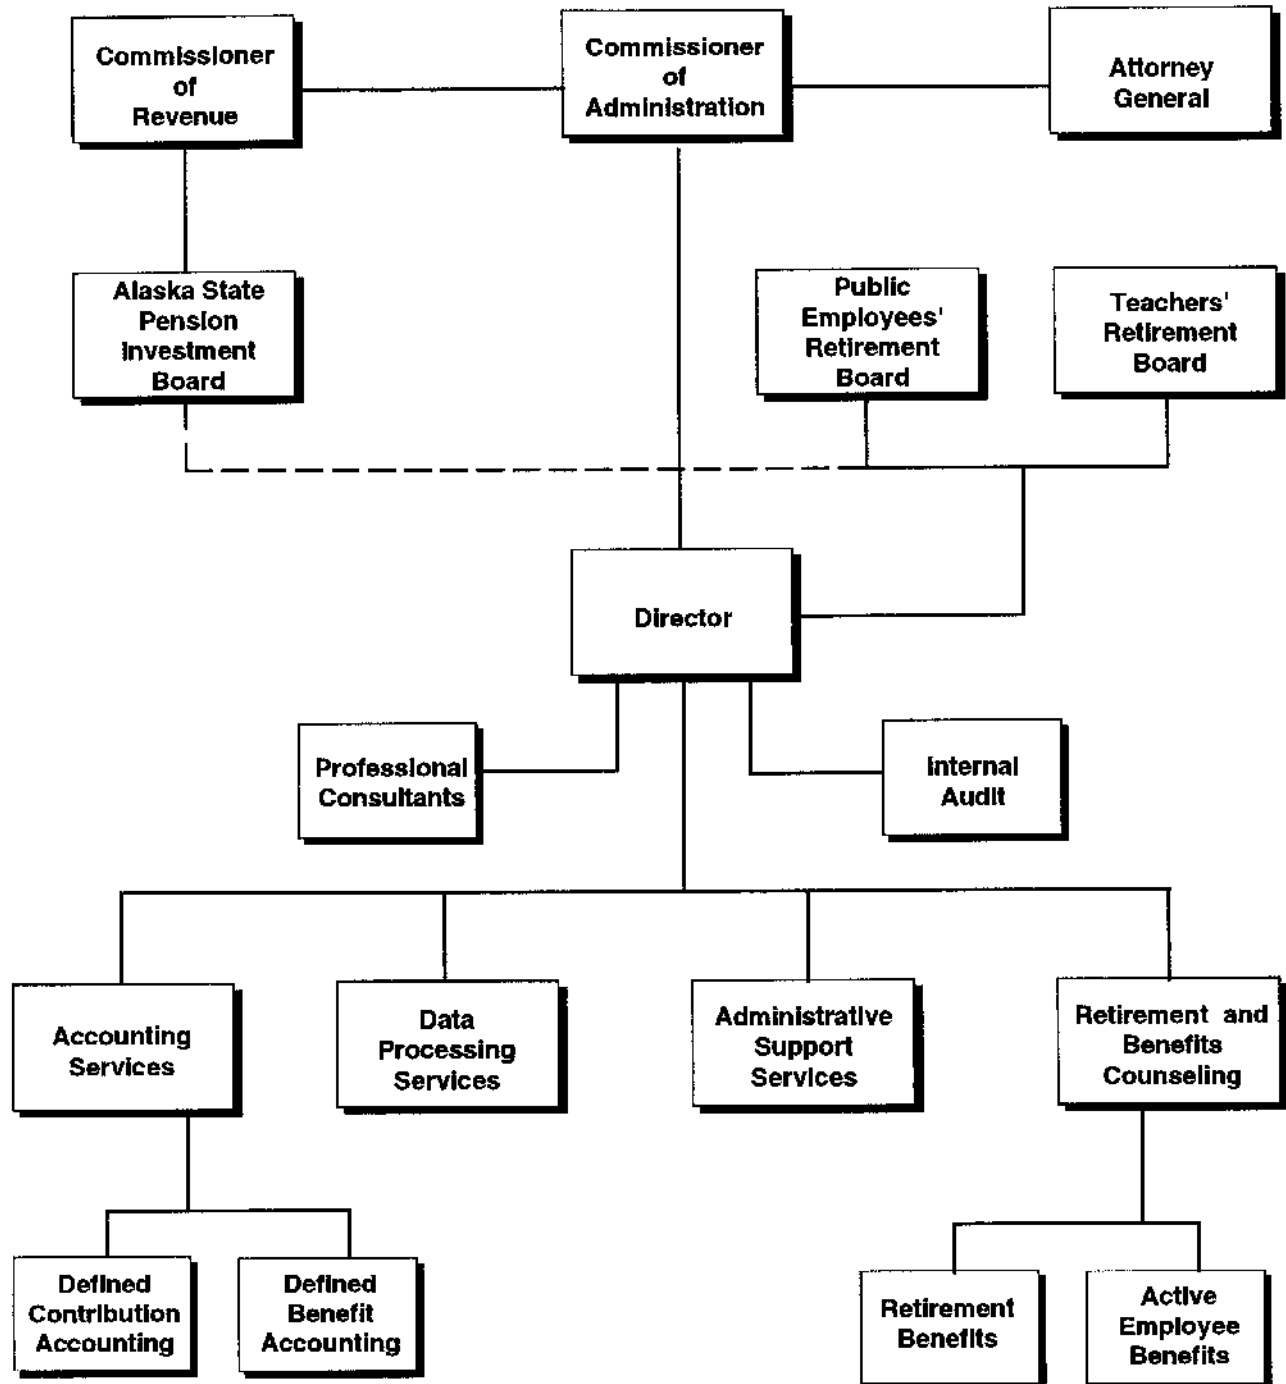 Commissioner
of
Revenue
Commissioner
of
Administration
Attorney
General
Alaska State
Pension
Investment
Board
Public
Employees'
Retirement
Board
Teachers'
Retirement
Board
Director
Professional
Consultants
Internal
Audit
Accounting
Services
Data
Processing
Services
Administrative
Support
Services
Retirement and
Benefits
Counseling
Defined
Contribution
Accounting
Defined
Benefit
Accounting
Retirement
Benefits
Active
Employee
Benefits